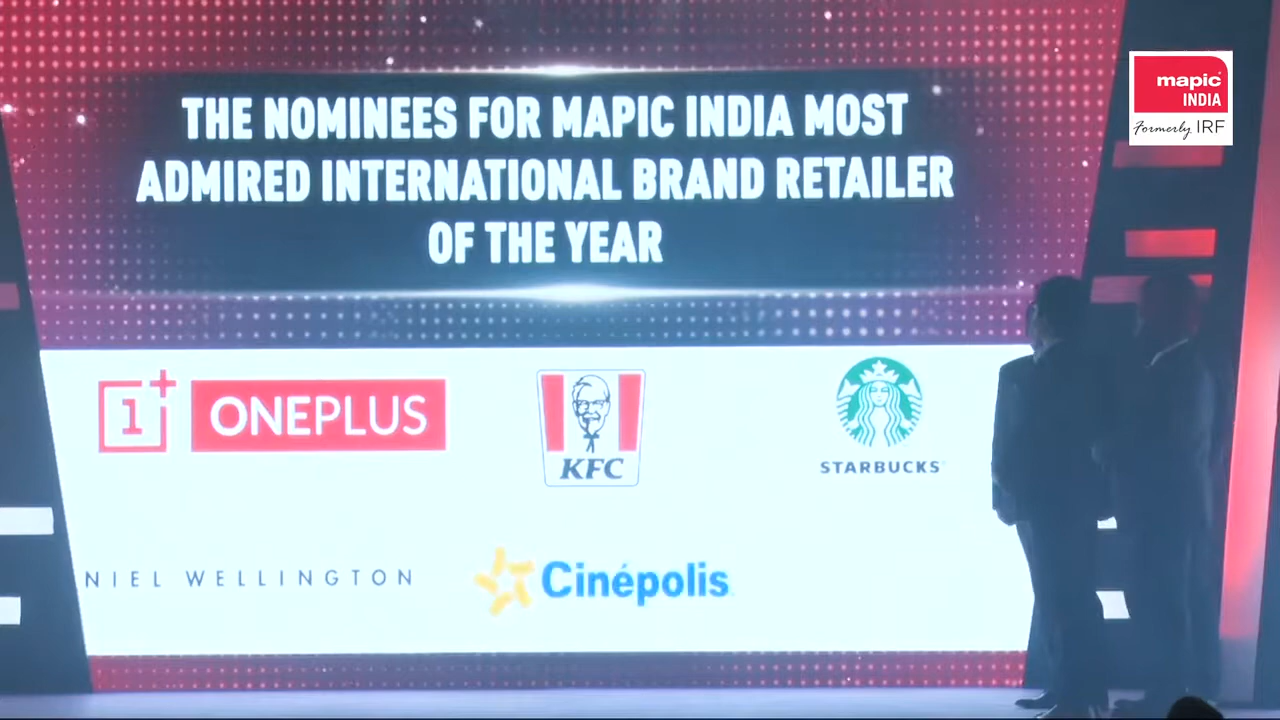 THE NOMINEES FOR MAPIC INDIA MOST
ADMIRED INTERNATIONAL BRAND RETAILER
OF THE YEAR
mapic
INDIA
Formerly IRF
1+ ONEPLUS
KFC
STARBUCKS
NIEL WELLINGTON
Cinépolis